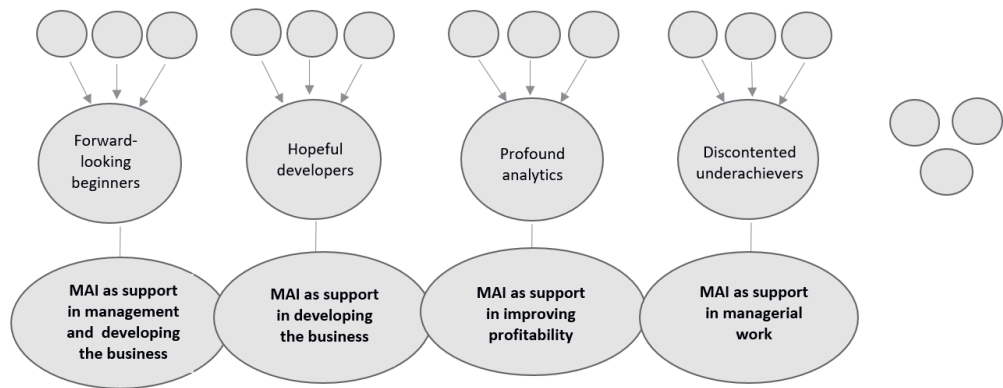 Forward-
looking
beginners
Hopeful
developers
Profound
analytics
Discontented
underachievers
MAI as support
in management
and developing
the business
MAI as support
in developing
the business
MAI as support
in improving
profitability
MAI as support
in managerial
work